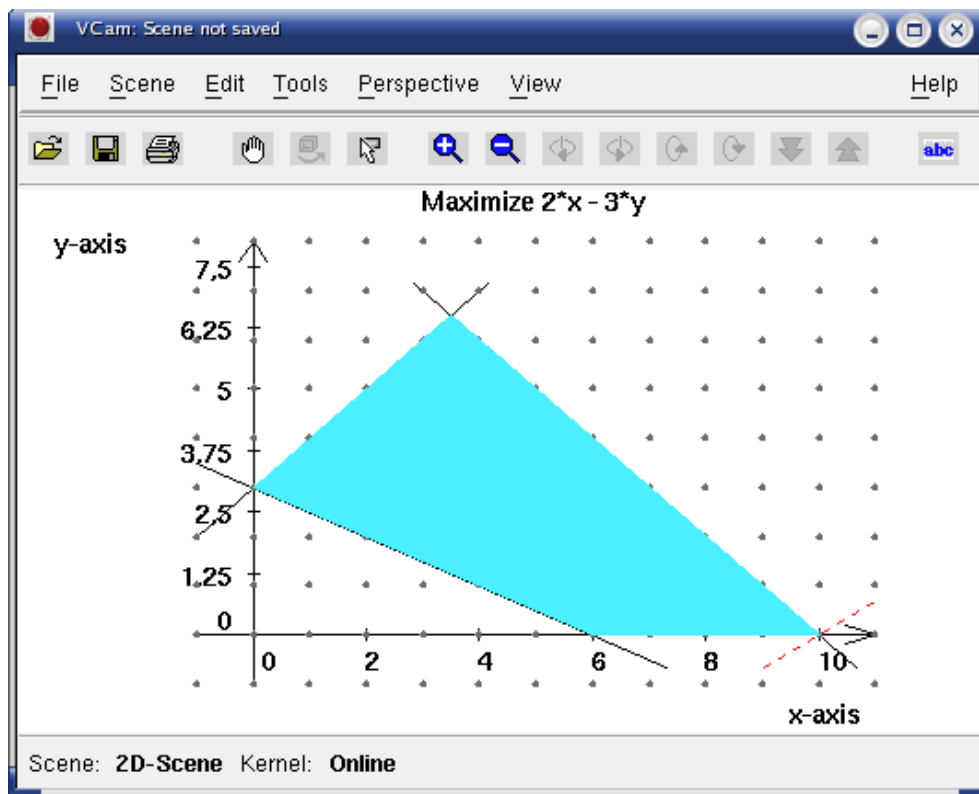 VCam: Scene not saved
File Scene Edit Tools Perspective View Help
abc
Maximize 2*x - 3*y
y-axis
7,5
6,25
5
3,75
2,5
1,25
0
0 2 4 6 8 10
x-axis
Scene: 2D-Scene Kernel: Online